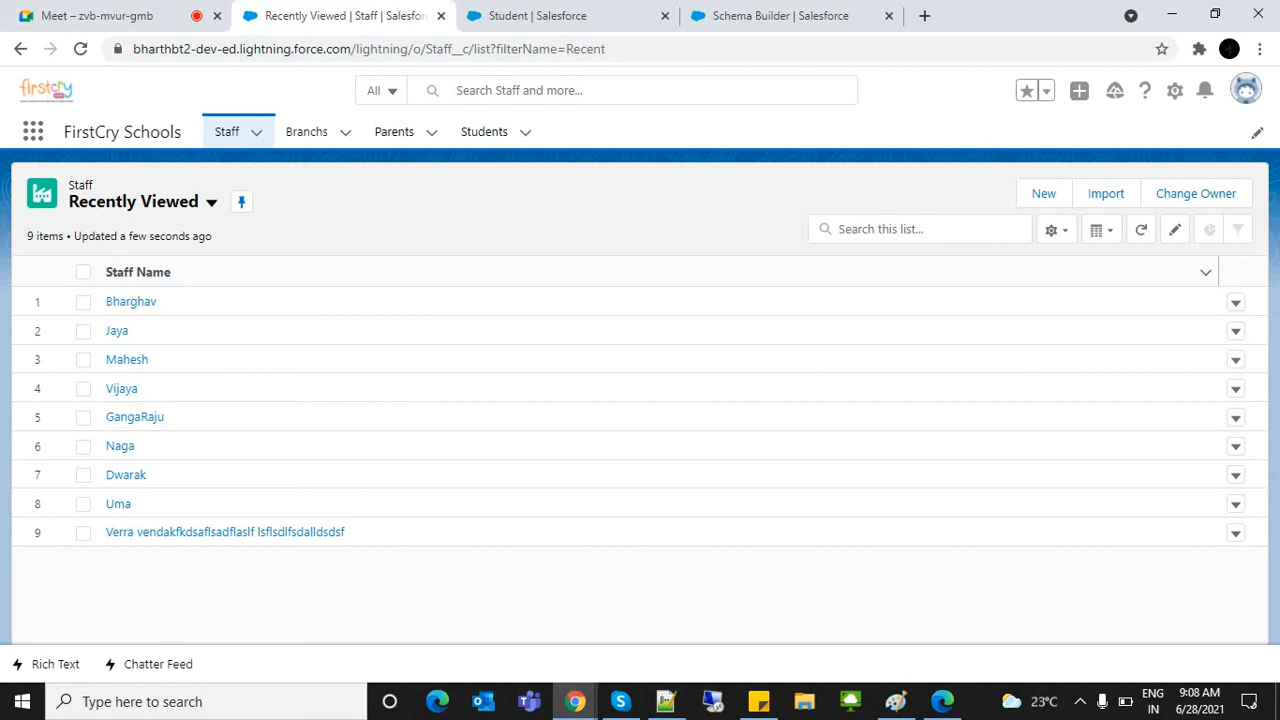 Meet – zvb-mvur-gmb
Recently Viewed | Staff | Salesfor
Student | Salesforce
Schema Builder | Salesforce
bharthbt2-dev-ed.lightning.force.com/lightning/o/Staff__c/list?filterName=Recent
firstcry
All
Search Staff and more...
FirstCry Schools
Staff
Branchs
Parents
Students
Staff
Recently Viewed
New
Import
Change Owner
9 items • Updated a few seconds ago
Search this list...
Staff Name
1 Bharghav
2 Jaya
3 Mahesh
4 Vijaya
5 GangaRaju
6 Naga
7 Dwarak
8 Uma
9 Verra vendakfkdsaflsadflaslf lsflsdlfsdalldsdsf
Rich Text
Chatter Feed
Type here to search
23°C
ENG
IN
9:08 AM
6/28/2021